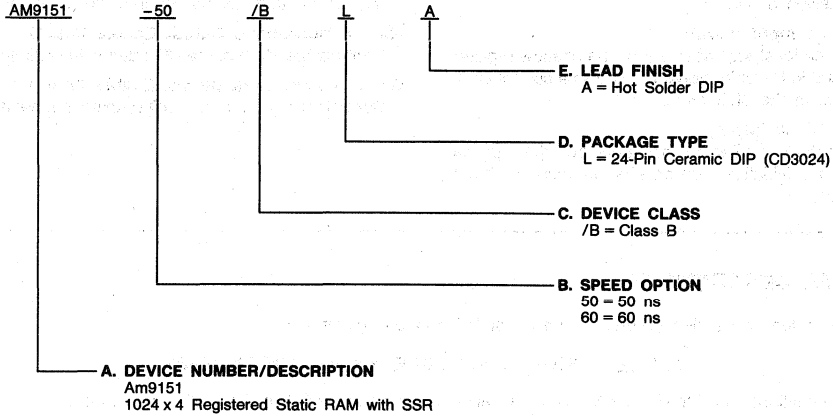 AM9151 -50 /B L A
E. LEAD FINISH
A = Hot Solder DIP
D. PACKAGE TYPE
L = 24-Pin Ceramic DIP (CD3024)
C. DEVICE CLASS
/B = Class B
B. SPEED OPTION
50 = 50 ns
60 = 60 ns
A. DEVICE NUMBER/DESCRIPTION
Am9151
1024 x 4 Registered Static RAM with SSR